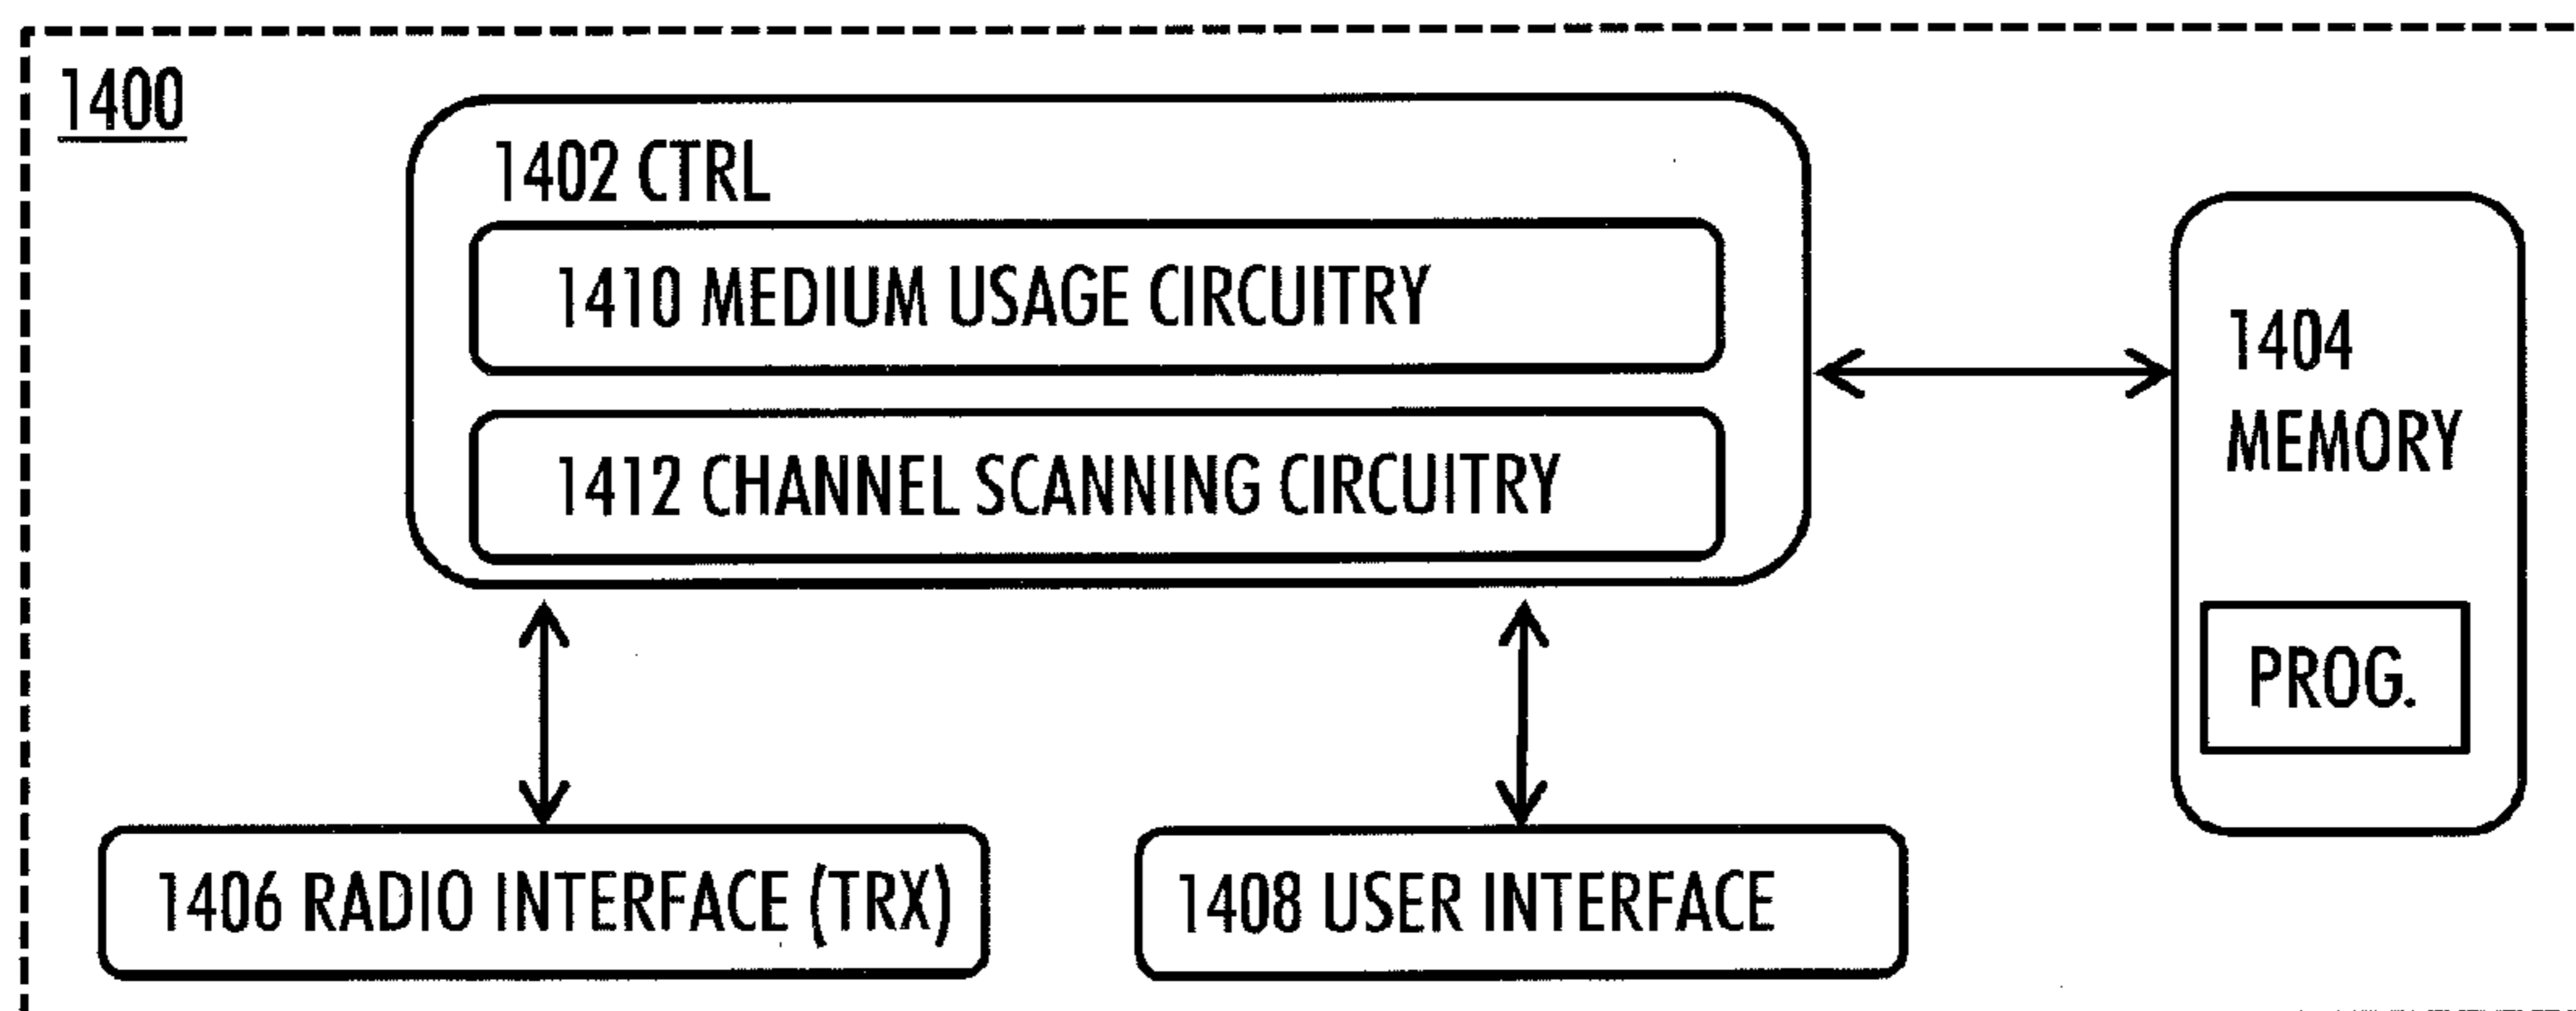 1400
1402 CTRL
1410 MEDIUM USAGE CIRCUITRY
1412 CHANNEL SCANNING CIRCUITRY
1404
MEMORY
PROG.
1406 RADIO INTERFACE (TRX)
1408 USER INTERFACE